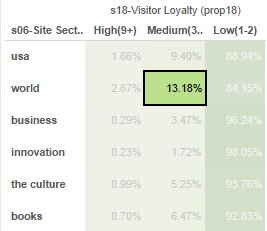 s18-Visitor Loyalty (prop18)
s06-Site Sect.. High(9+) Medium(3.. Low(1-2)
usa 1.66% 9.40% 88.94%
world 2.67% 13.18% 84.15%
business 0.29% 3.47% 96.24%
innovation 0.23% 1.72% 98.05%
the culture 0.99% 5.25% 93.76%
books 0.70% 6.47% 92.83%